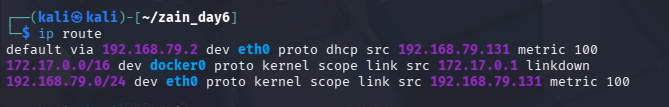 ┌──(kali㉿kali)-[~/zain_day6]
└─$ ip route
default via 192.168.79.2 dev eth0 proto dhcp src 192.168.79.131 metric 100
172.17.0.0/16 dev docker0 proto kernel scope link src 172.17.0.1 linkdown
192.168.79.0/24 dev eth0 proto kernel scope link src 192.168.79.131 metric 100